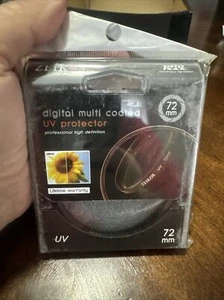 72
mm
digital multi coated
UV protector
professional high definition
Lifetime warranty
UV
72
mm